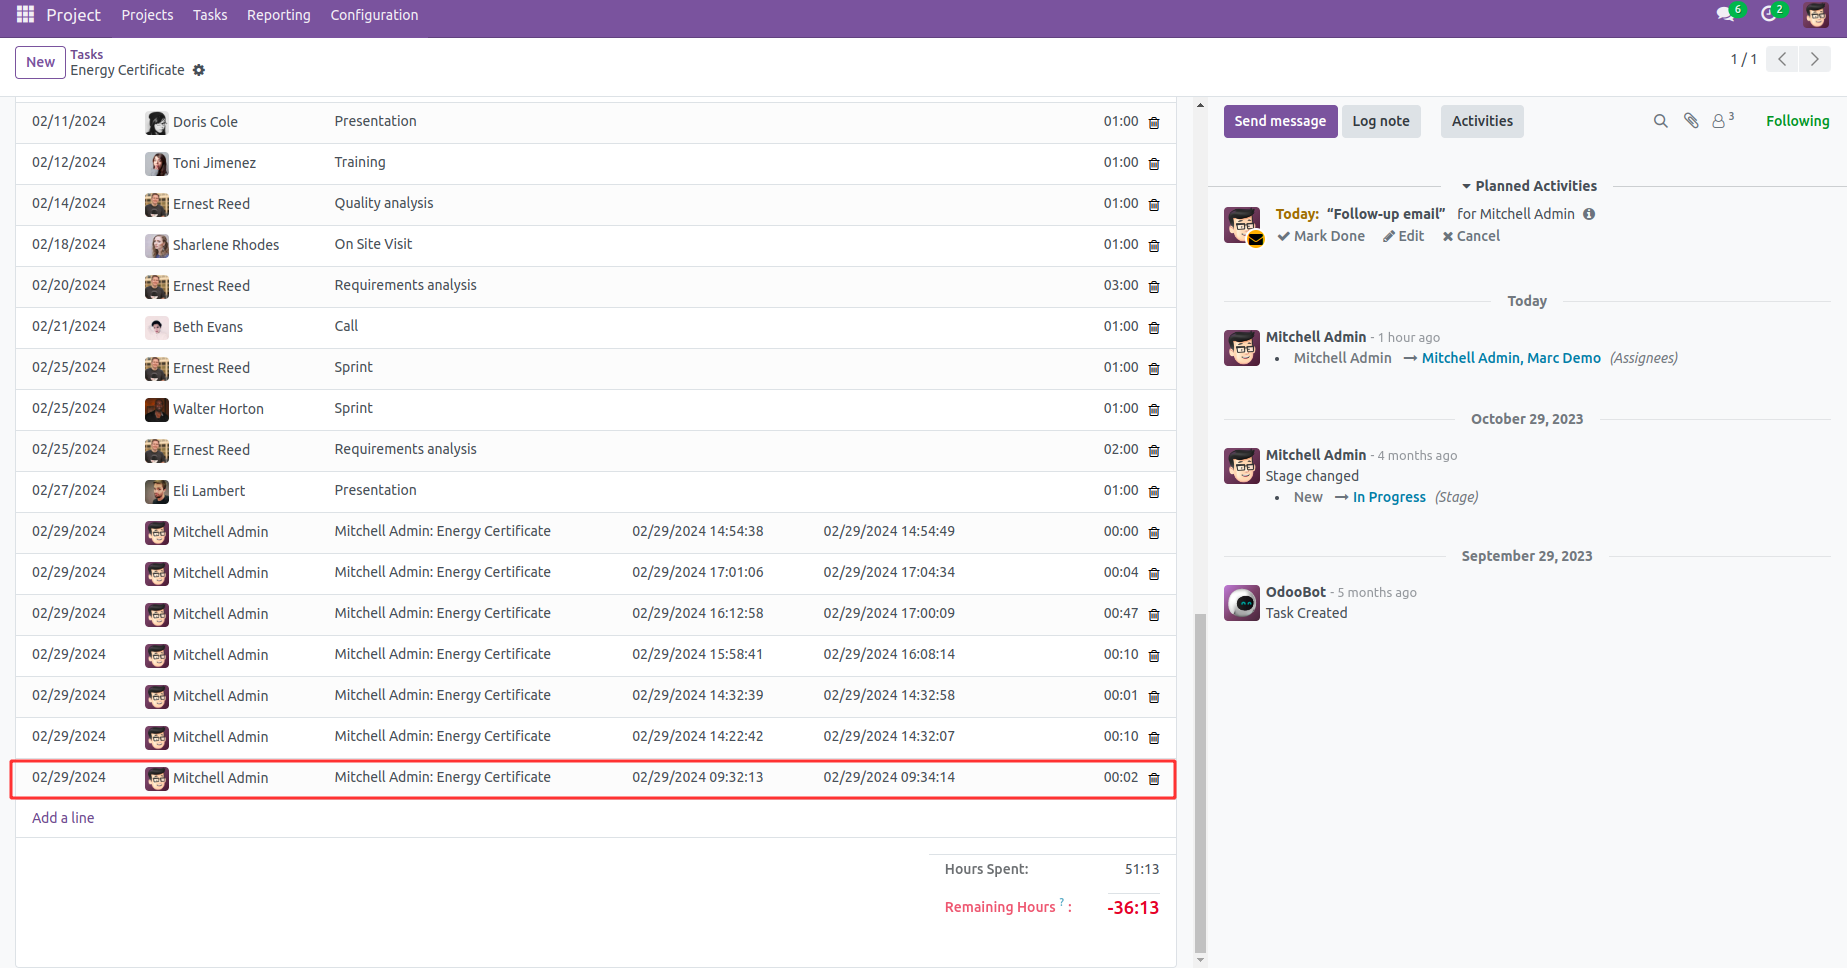 Project Projects Tasks Reporting Configuration 6 2
New Tasks
Energy Certificate 1 / 1
02/11/2024 Doris Cole Presentation 01:00
02/12/2024 Toni Jimenez Training 01:00
02/14/2024 Ernest Reed Quality analysis 01:00
02/18/2024 Sharlene Rhodes On Site Visit 01:00
02/20/2024 Ernest Reed Requirements analysis 03:00
02/21/2024 Beth Evans Call 01:00
02/25/2024 Ernest Reed Sprint 01:00
02/25/2024 Walter Horton Sprint 01:00
02/25/2024 Ernest Reed Requirements analysis 02:00
02/27/2024 Eli Lambert Presentation 01:00
02/29/2024 Mitchell Admin Mitchell Admin: Energy Certificate 02/29/2024 14:54:38 02/29/2024 14:54:49 00:00
02/29/2024 Mitchell Admin Mitchell Admin: Energy Certificate 02/29/2024 17:01:06 02/29/2024 17:04:34 00:04
02/29/2024 Mitchell Admin Mitchell Admin: Energy Certificate 02/29/2024 16:12:58 02/29/2024 17:00:09 00:47
02/29/2024 Mitchell Admin Mitchell Admin: Energy Certificate 02/29/2024 15:58:41 02/29/2024 16:08:14 00:10
02/29/2024 Mitchell Admin Mitchell Admin: Energy Certificate 02/29/2024 14:32:39 02/29/2024 14:32:58 00:01
02/29/2024 Mitchell Admin Mitchell Admin: Energy Certificate 02/29/2024 14:22:42 02/29/2024 14:32:07 00:10
02/29/2024 Mitchell Admin Mitchell Admin: Energy Certificate 02/29/2024 09:32:13 02/29/2024 09:34:14 00:02
Add a line
Hours Spent: 51:13
Remaining Hours ? : -36:13
Send message Log note Activities 3 Following
Planned Activities
Today: “Follow-up email” for Mitchell Admin
Mark Done Edit Cancel
Today
Mitchell Admin - 1 hour ago
• Mitchell Admin → Mitchell Admin, Marc Demo (Assignees)
October 29, 2023
Mitchell Admin - 4 months ago
Stage changed
• New → In Progress (Stage)
September 29, 2023
OdooBot - 5 months ago
Task Created